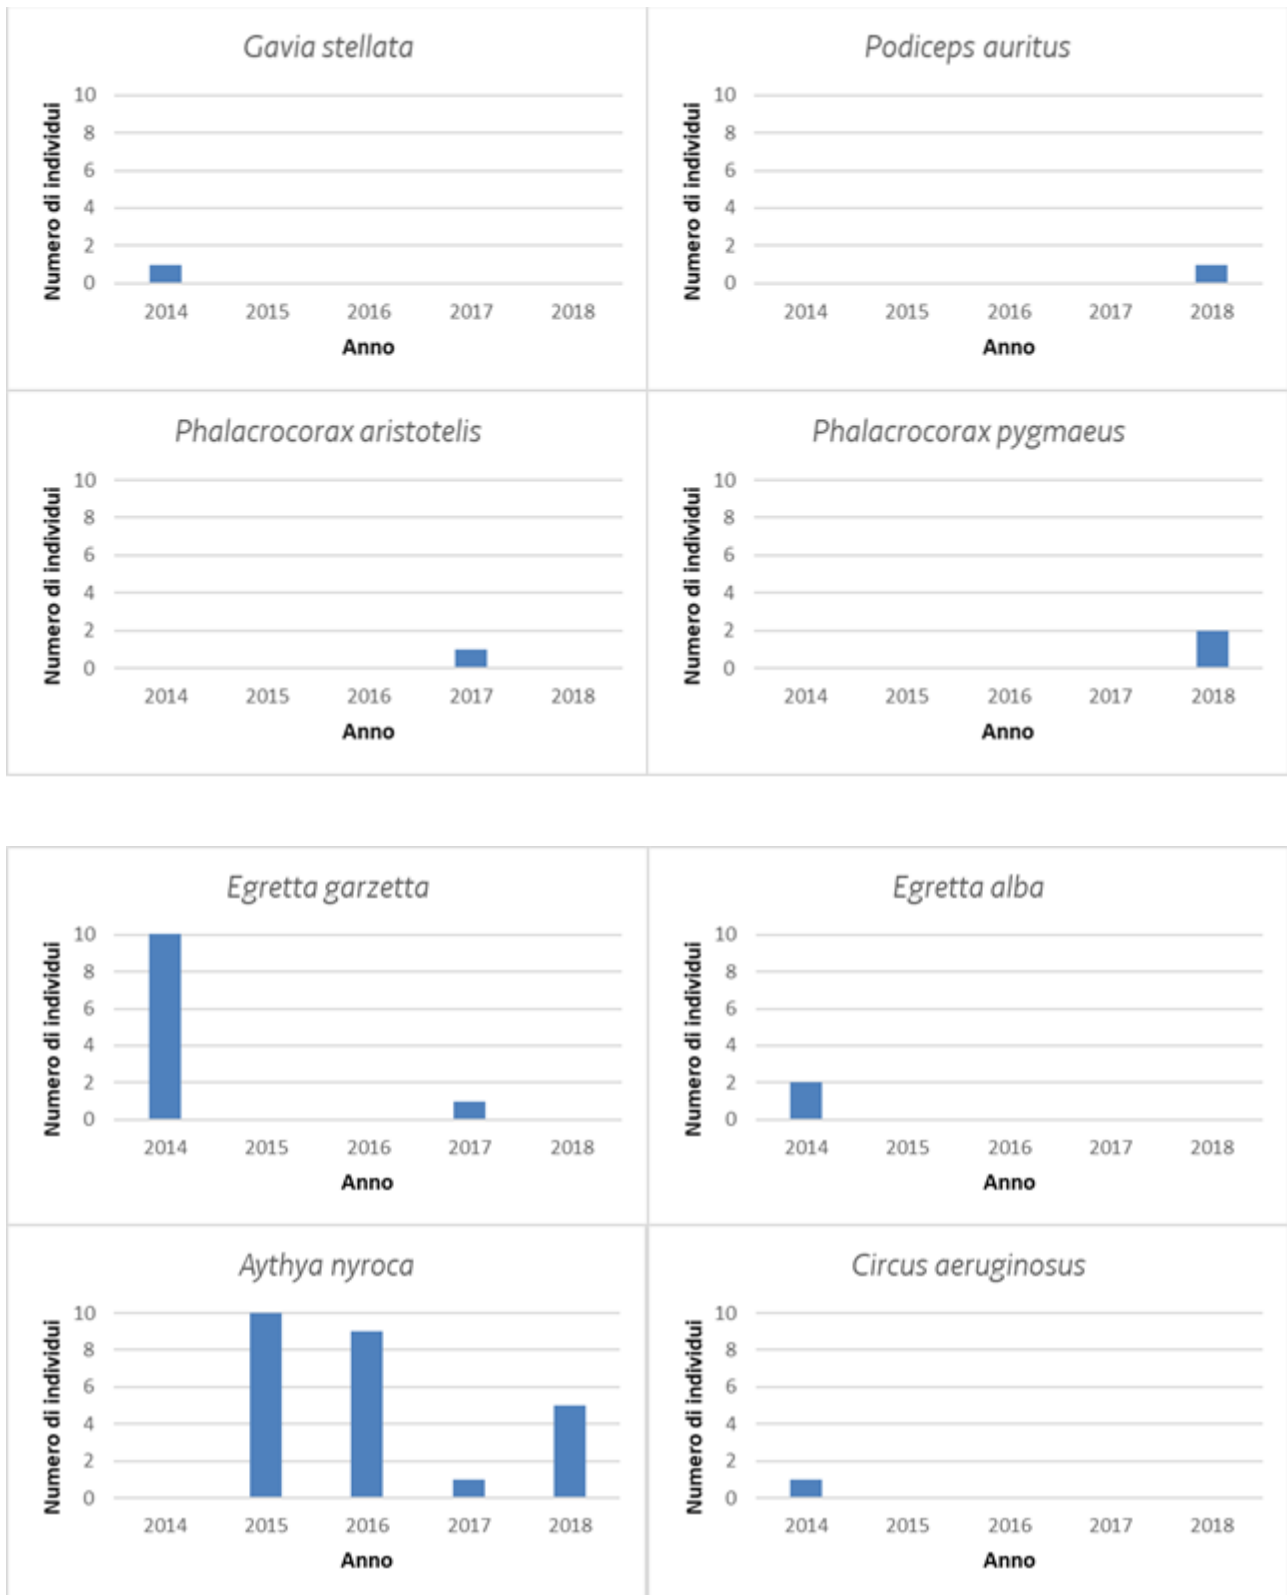 Gavia stellata
Numero di individui
10
8
6
4
2
0
2014 2015 2016 2017 2018
Anno
Podiceps auritus
Numero di individui
10
8
6
4
2
0
2014 2015 2016 2017 2018
Anno
Phalacrocorax aristotelis
Numero di individui
10
8
6
4
2
0
2014 2015 2016 2017 2018
Anno
Phalacrocorax pygmaeus
Numero di individui
10
8
6
4
2
0
2014 2015 2016 2017 2018
Anno
Egretta garzetta
Numero di individui
10
8
6
4
2
0
2014 2015 2016 2017 2018
Anno
Egretta alba
Numero di individui
10
8
6
4
2
0
2014 2015 2016 2017 2018
Anno
Aythya nyroca
Numero di individui
10
8
6
4
2
0
2014 2015 2016 2017 2018
Anno
Circus aeruginosus
Numero di individui
10
8
6
4
2
0
2014 2015 2016 2017 2018
Anno